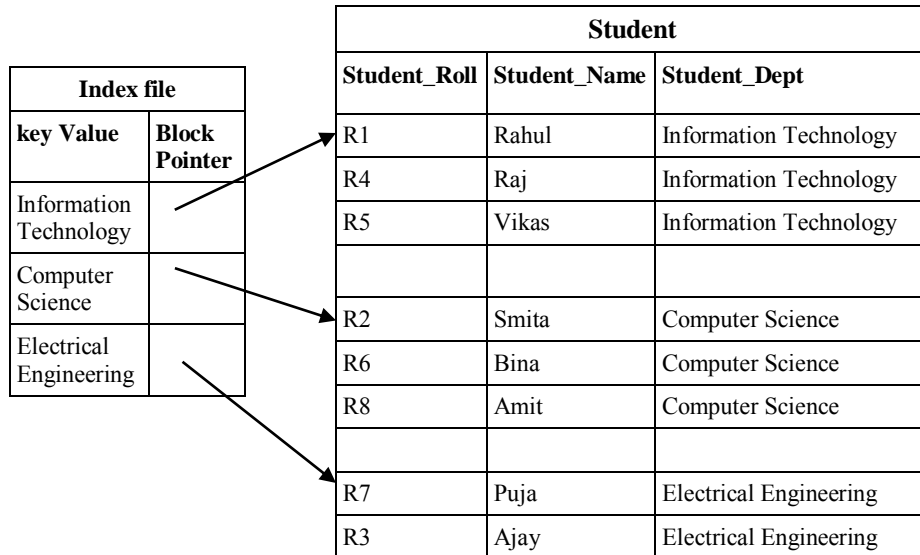 Index file
key Value Block
Pointer
Information
Technology
Computer
Science
Electrical
Engineering
Student
Student_Roll Student_Name Student_Dept
R1 Rahul Information Technology
R4 Raj Information Technology
R5 Vikas Information Technology
R2 Smita Computer Science
R6 Bina Computer Science
R8 Amit Computer Science
R7 Puja Electrical Engineering
R3 Ajay Electrical Engineering